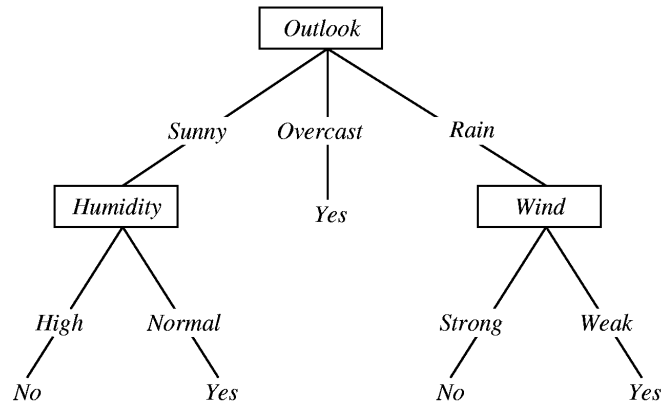 Outlook
Sunny Overcast Rain
Humidity Yes Wind
High Normal Strong Weak
No Yes No Yes